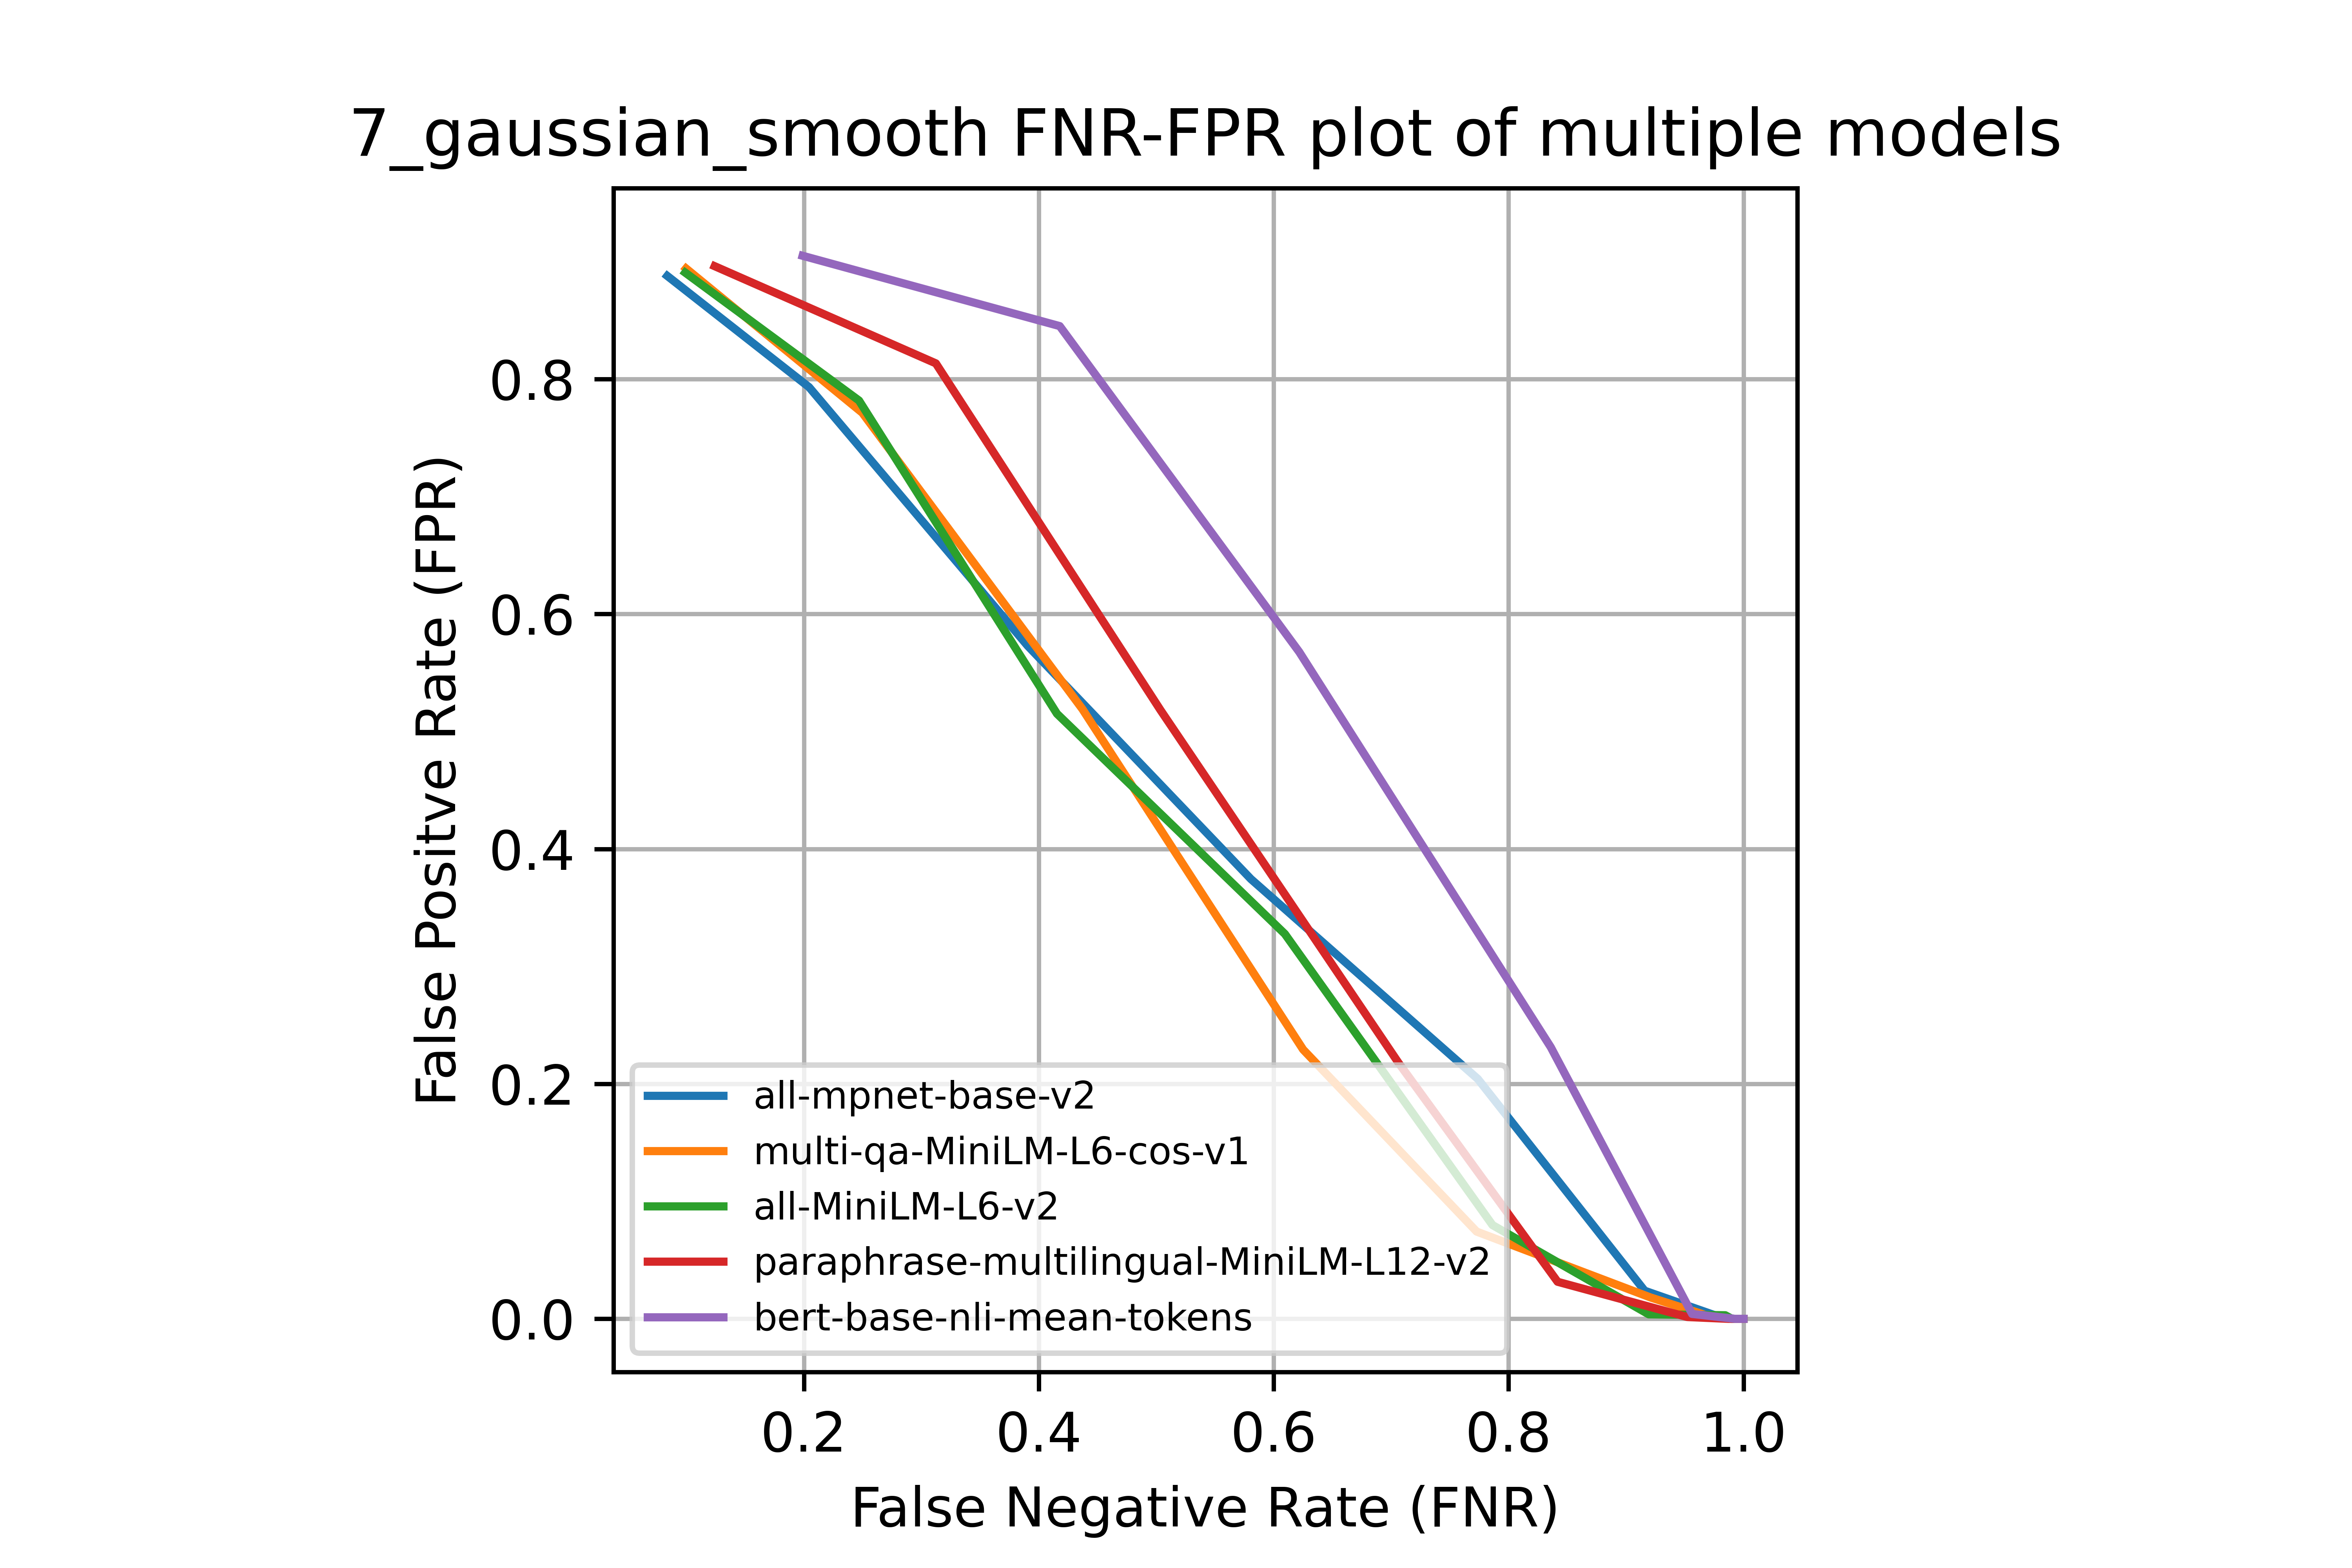 7_gaussian_smooth FNR-FPR plot of multiple models
False Positve Rate (FPR)
0.8
0.6
0.4
0.2
0.0
all-mpnet-base-v2
multi-qa-MiniLM-L6-cos-v1
all-MiniLM-L6-v2
paraphrase-multilingual-MiniLM-L12-v2
bert-base-nli-mean-tokens
0.2 0.4 0.6 0.8 1.0
False Negative Rate (FNR)